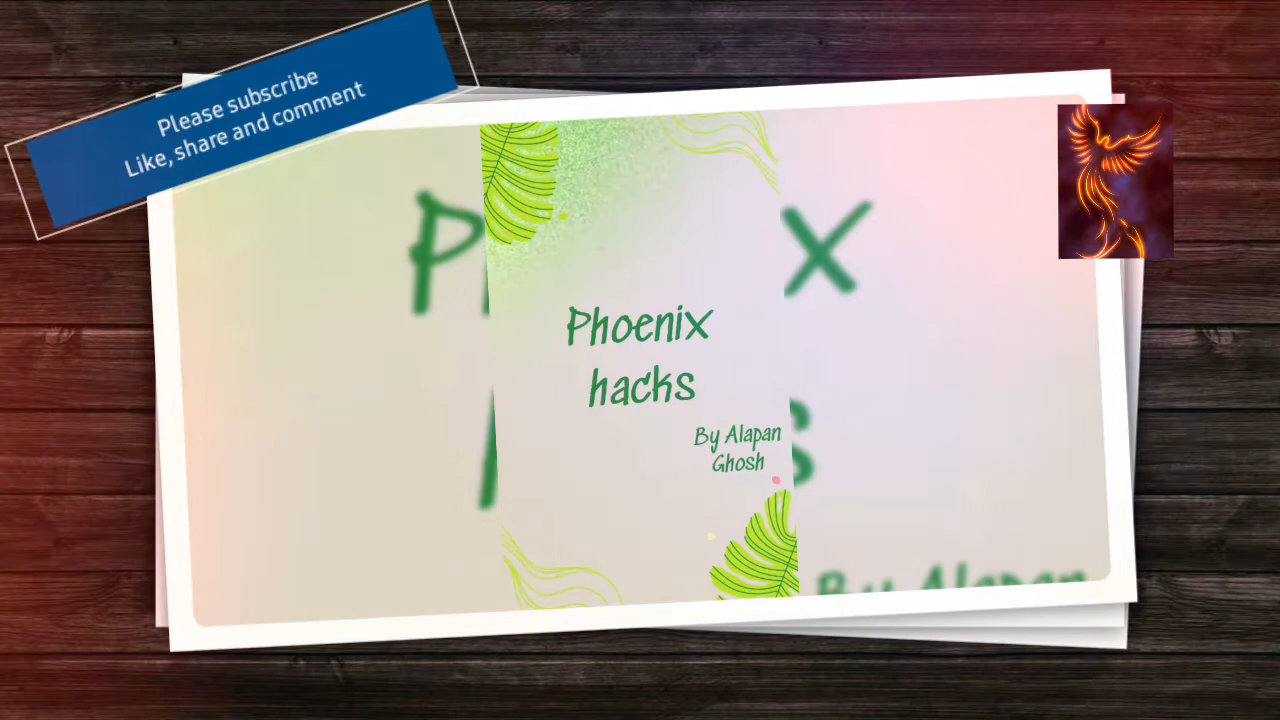 Please subscribe
Like, share and comment
Phoenix
hacks
By Alapan
Ghosh